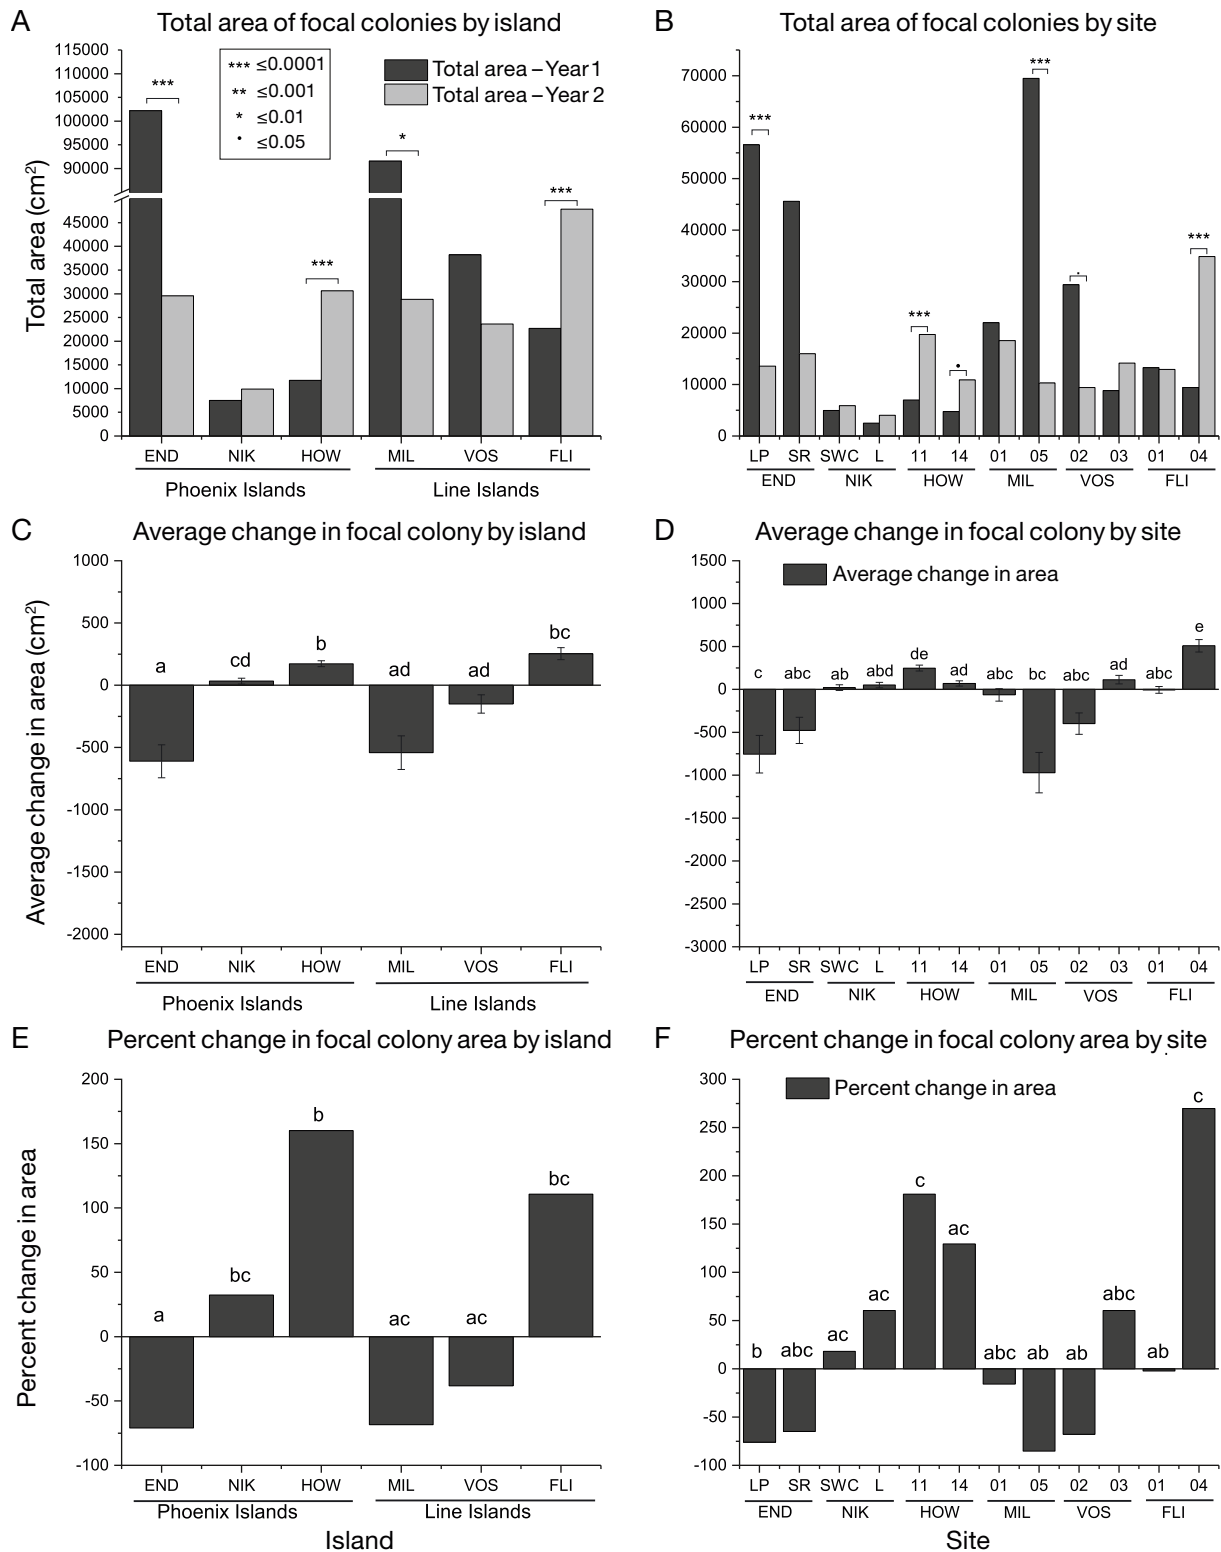 A Total area of focal colonies by island
*** ≤0.0001
** ≤0.001
* ≤0.01
• ≤0.05
Total area – Year 1
Total area – Year 2
Total area (cm²)
115000
110000
105000
100000
95000
90000
45000
40000
35000
30000
25000
20000
15000
10000
5000
0
*** *** * ***
END NIK HOW MIL VOS FLI
Phoenix Islands Line Islands
B Total area of focal colonies by site
70000
60000
50000
40000
30000
20000
10000
0
*** *** • *** • ***
LP SR SWC L 11 14 01 05 02 03 01 04
END NIK HOW MIL VOS FLI
C Average change in focal colony by island
Average change in area (cm²)
1000
500
0
-500
-1000
-1500
-2000
a cd b ad ad bc
END NIK HOW MIL VOS FLI
Phoenix Islands Line Islands
D Average change in focal colony by site
Average change in area
1500
1000
500
0
-500
-1000
-1500
-2000
-2500
-3000
c abc ab abd de ad abc bc abc ad abc e
LP SR SWC L 11 14 01 05 02 03 01 04
END NIK HOW MIL VOS FLI
E Percent change in focal colony area by island
Percent change in area
200
150
100
50
0
-50
-100
a bc b ac ac bc
END NIK HOW MIL VOS FLI
Phoenix Islands Line Islands
Island
F Percent change in focal colony area by site
Percent change in area
300
250
200
150
100
50
0
-50
-100
b abc ac ac c ac abc ab ab abc ab c
LP SR SWC L 11 14 01 05 02 03 01 04
END NIK HOW MIL VOS FLI
Site